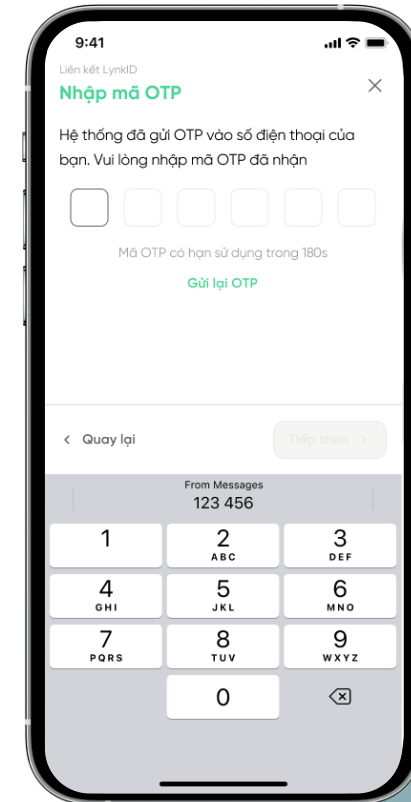 9:41
Liên kết LynkID
Nhập mã OTP
Hệ thống đã gửi OTP vào số điện thoại của
bạn. Vui lòng nhập mã OTP đã nhận
Mã OTP có hạn sử dụng trong 180s
Gửi lại OTP
Quay lại
Tiếp theo
From Messages
123 456
1
2
3
ABC
DEF
4
5
6
GHI
JKL
MNO
7
8
9
PQRS
TUV
WXYZ
0